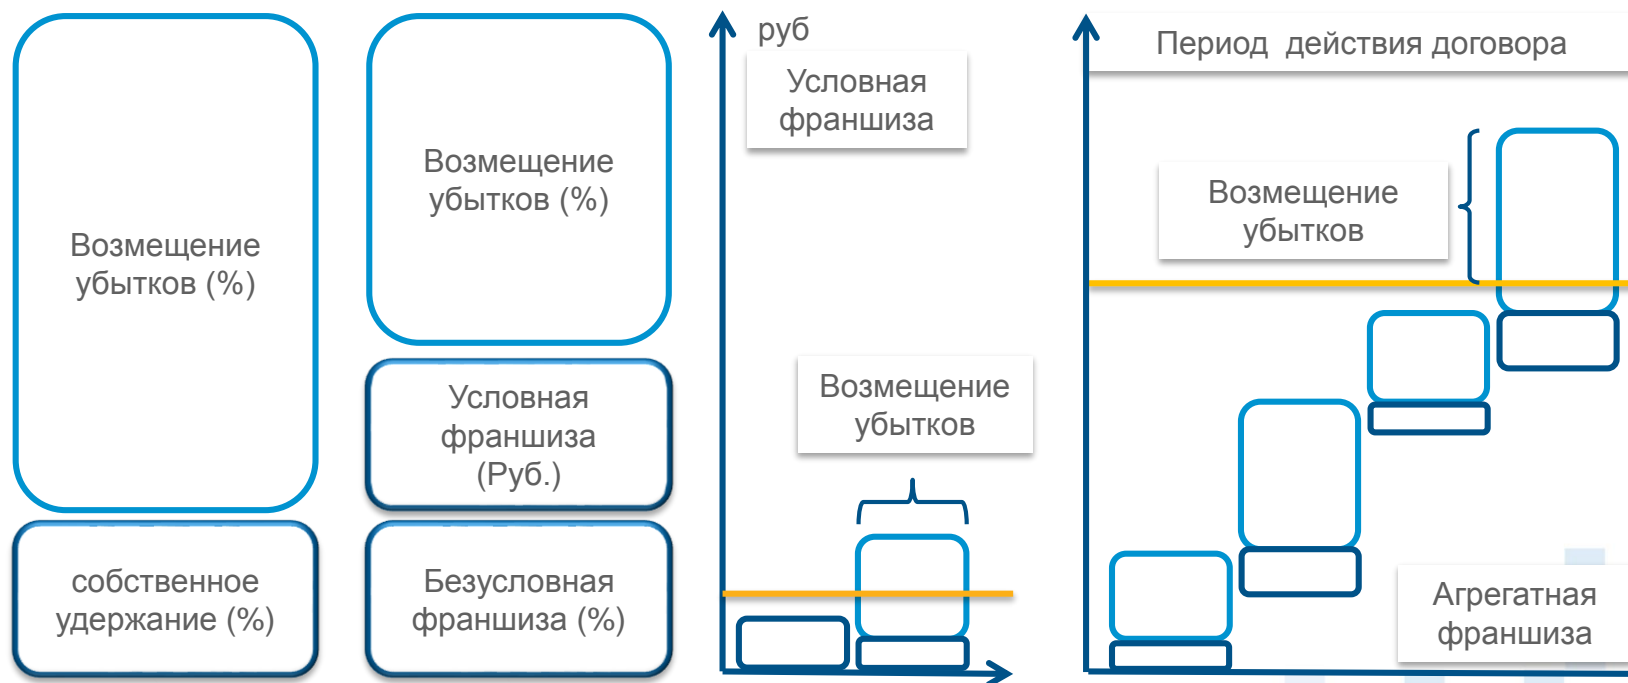 Возмещение
убытков (%)
собственное
удержание (%)
Возмещение
убытков (%)
Условная
франшиза
(Руб.)
Безусловная
франшиза (%)
руб
Условная
франшиза
Возмещение
убытков
Период действия договора
Возмещение
убытков
Агрегатная
франшиза